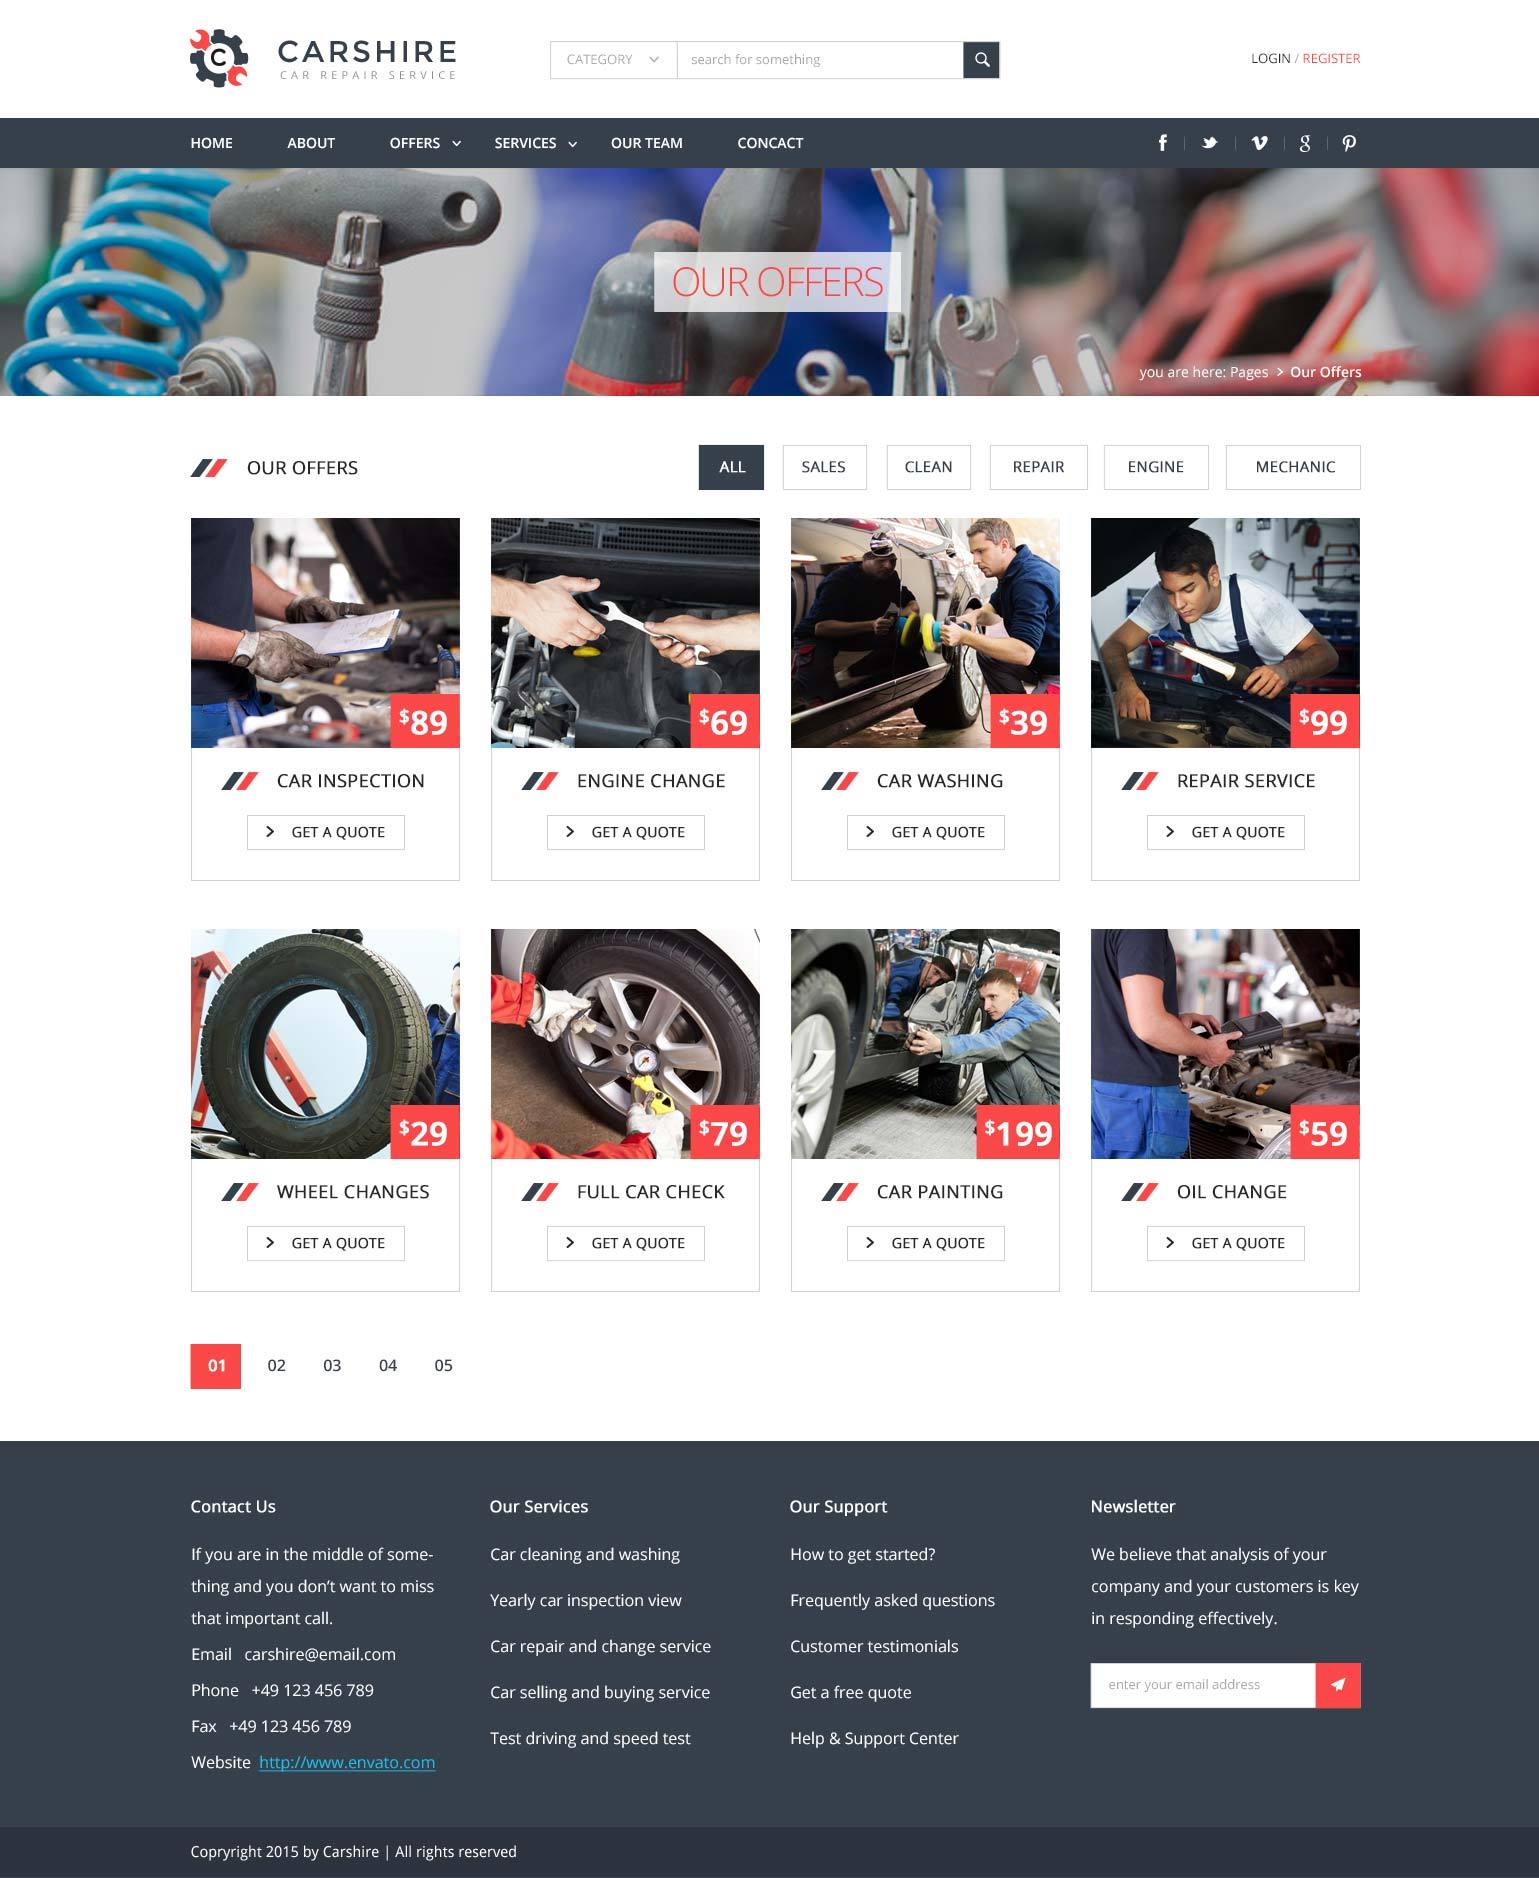 C
CARSHIRE
CAR REPAIR SERVICE
CATEGORY
search for something
LOGIN / REGISTER
HOME
ABOUT
OFFERS
SERVICES
OUR TEAM
CONCACT
OUR OFFERS
you are here: Pages > Our Offers
OUR OFFERS
ALL
SALES
CLEAN
REPAIR
ENGINE
MECHANIC
$89
$69
$39
$99
CAR INSPECTION
ENGINE CHANGE
CAR WASHING
REPAIR SERVICE
> GET A QUOTE
> GET A QUOTE
> GET A QUOTE
> GET A QUOTE
$29
$79
$199
$59
WHEEL CHANGES
FULL CAR CHECK
CAR PAINTING
OIL CHANGE
> GET A QUOTE
> GET A QUOTE
> GET A QUOTE
> GET A QUOTE
01
02
03
04
05
Contact Us
If you are in the middle of some-
thing and you don’t want to miss
that important call.
Email carshire@email.com
Phone +49 123 456 789
Fax +49 123 456 789
Website http://www.envato.com
Our Services
Car cleaning and washing
Yearly car inspection view
Car repair and change service
Car selling and buying service
Test driving and speed test
Our Support
How to get started?
Frequently asked questions
Customer testimonials
Get a free quote
Help & Support Center
Newsletter
We believe that analysis of your
company and your customers is key
in responding effectively.
enter your email address
Copryright 2015 by Carshire | All rights reserved